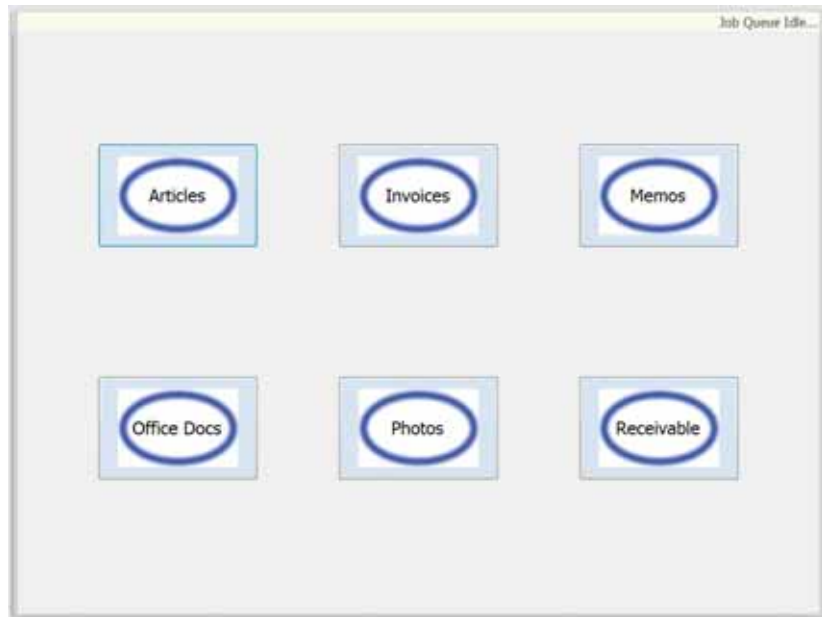 Job Queue Idle...
Articles
Invoices
Memos
Office Docs
Photos
Receivable